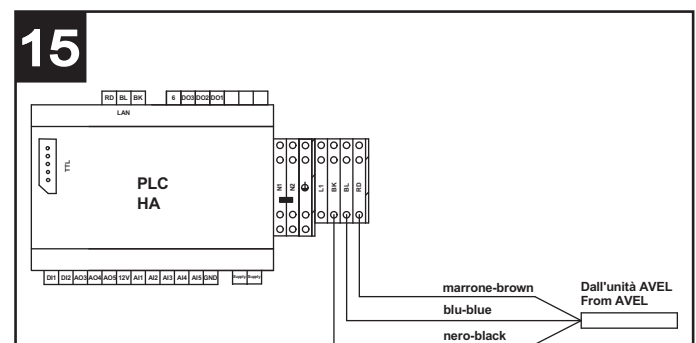 15
RD BL BK 6 DO3 DO2 DO1
LAN
TTL
PLC
HA
N1 N2 L1 BK BL RD
DI1 DI2 AO3 AO4 AO5 12V AI1 AI2 AI3 AI4 AI5 GND Supply Supply
marrone-brown
blu-blue
nero-black
Dall'unità AVEL
From AVEL